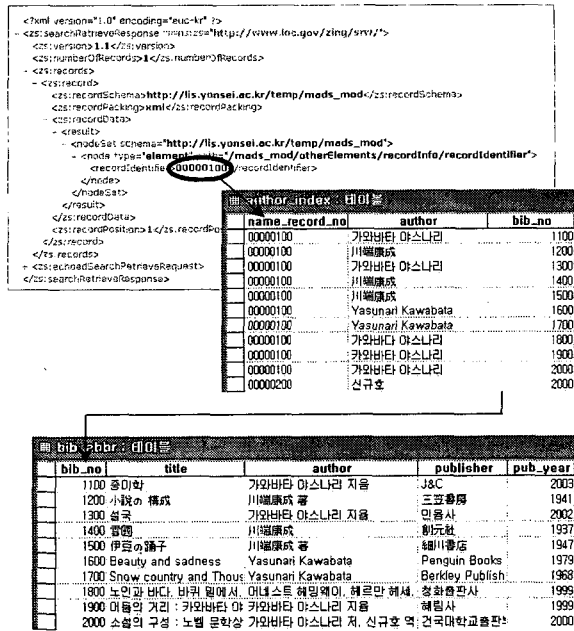 <?xml version="1.0" encoding="euc-kr" ?>
- <zs:searchRetrieveResponse xmlns:zs="http://www.loc.gov/zing/srw/">
<zs:version>1.1</zs:version>
<zs:numberOfRecords>1</zs:numberOfRecords>
- <zs:records>
- <zs:record>
<zs:recordSchema>http://lis.yonsei.ac.kr/temp/mads_mod</zs:recordSchema>
<zs:recordPacking>xml</zs:recordPacking>
- <zs:recordData>
- <result>
- <nodeSet schema="http://lis.yonsei.ac.kr/temp/mads_mod">
- <node type="element" "/mads_mod/otherElements/recordInfo/recordIdentifier">
<recordIdentifier>00000100</recordIdentifier>
</node>
</nodeSet>
</result>
</zs:recordData>
<zs:recordPosition>1</zs:recordPos
</zs:record>
</zs:records>
+ <zs:echoedSearchRetrieveRequest>
</zs:searchRetrieveResponse>
author_index : 테이블
name_record_no author bib_no
00000100 가와바타 야스나리 1100
00000100 川端康成 1200
00000100 가와바타 야스나리 1300
00000100 川端康成 1400
00000100 川端康成 1500
00000100 Yasunari Kawabata 1600
00000100 Yasunari Kawabata 1700
00000100 가와바다 야스나리 1800
00000100 카와바타 야스나리 1900
00000100 가와바타 야스나리 2000
00000200 신규호 2000
bib_abbr : 테이블
bib_no title author publisher pub_year
1100 손바닥 가와바타 야스나리 지음 J&C 2003
1200 小說の 構成 川端康成 著 三笠書房 1941
1300 설국 가와바타 야스나리 지음 민음사 2002
1400 雪國 川端康成 創元社 1937
1500 伊豆の踊子 川端康成 著 細川書店 1947
1600 Beauty and sadness Yasunari Kawabata Penguin Books 1979
1700 Snow country and Thous Yasunari Kawabata Berkley Publish 1968
1800 노인과 바다, 바퀴 밑에서, 어네스트 헤밍웨이, 헤르만 헤세, 청화출판사 1999
1900 거리 : 카와바타 야 카와바타 야스나리 지음 혜림사 1999
2000 소설의 구성 : 노벨 문학상 가와바타 야스나리 저, 신규호 역 건국대학교출판 2000